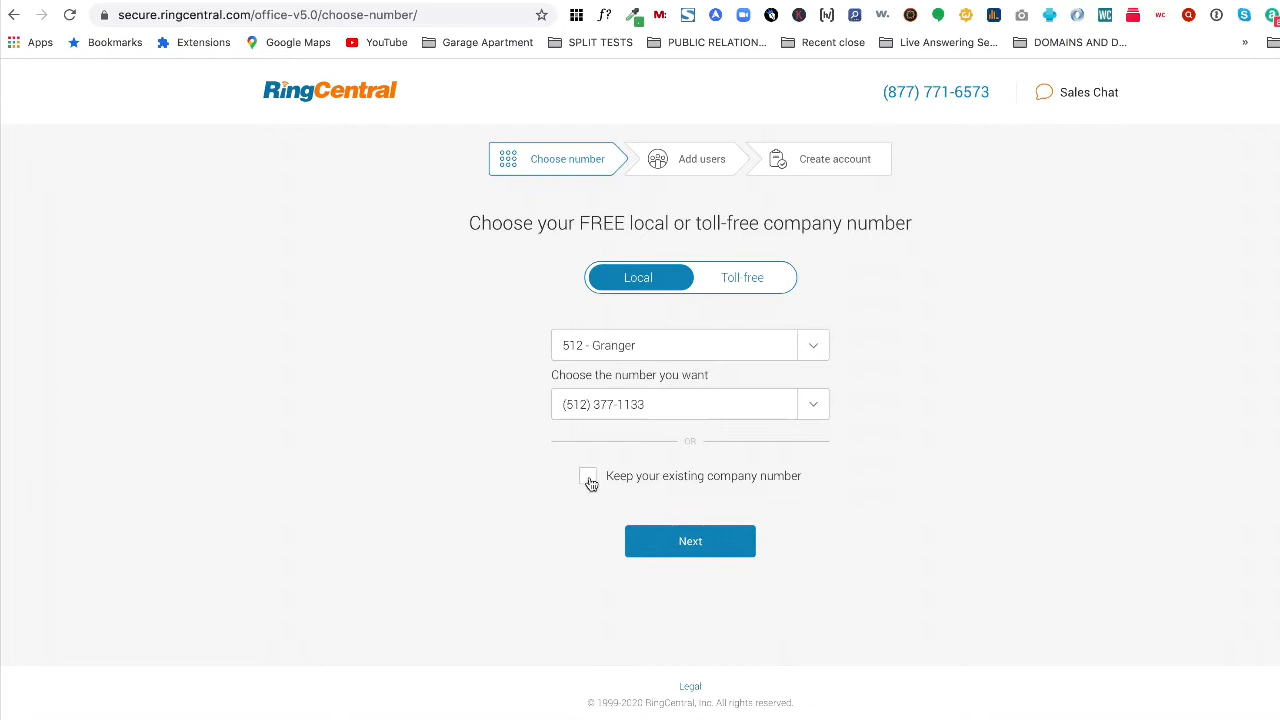 secure.ringcentral.com/office-v5.0/choose-number/
Apps Bookmarks Extensions Google Maps YouTube Garage Apartment SPLIT TESTS PUBLIC RELATION... Recent close Live Answering Se... DOMAINS AND D... »
RingCentral
(877) 771-6573
Sales Chat
Choose number Add users Create account
Choose your FREE local or toll-free company number
Local Toll-free
512 - Granger
Choose the number you want
(512) 377-1133
OR
Keep your existing company number
Next
Legal
© 1999-2020 RingCentral, Inc. All rights reserved.